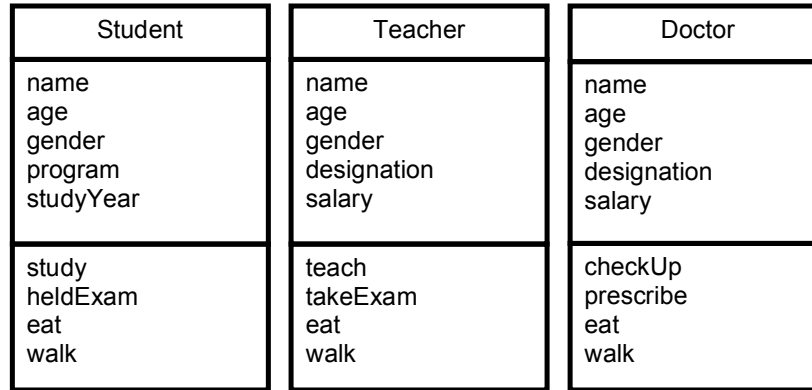 Student
name
age
gender
program
studyYear
study
heldExam
eat
walk
Teacher
name
age
gender
designation
salary
teach
takeExam
eat
walk
Doctor
name
age
gender
designation
salary
checkUp
prescribe
eat
walk